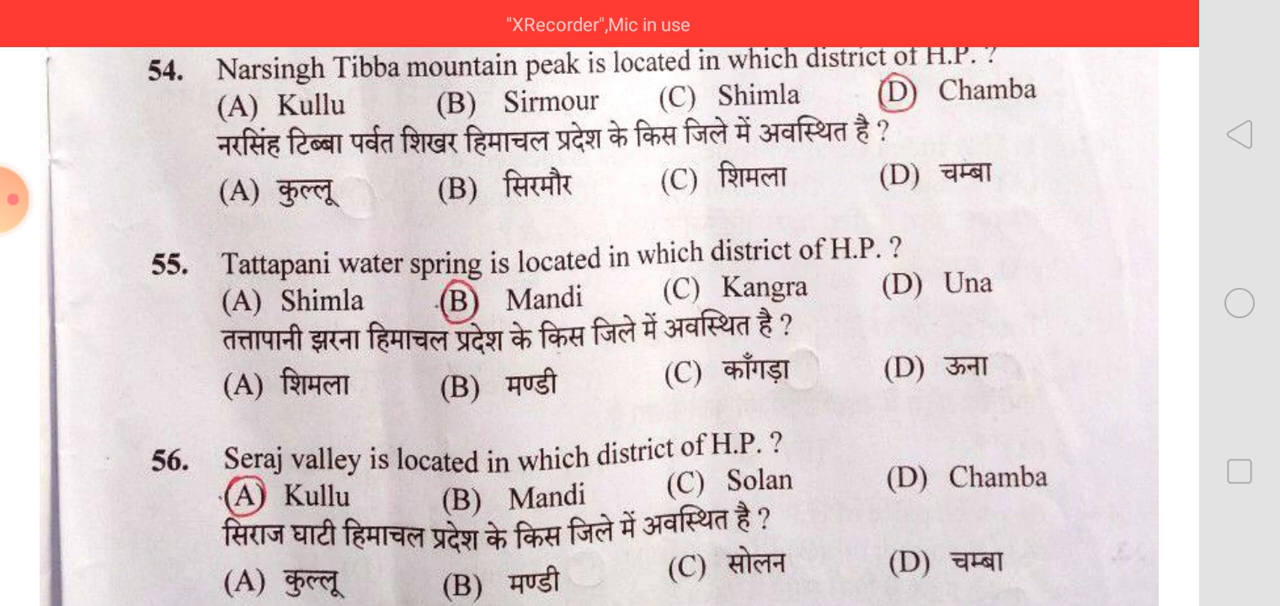 "XRecorder",Mic in use
54. Narsingh Tibba mountain peak is located in which district of H.P. ?
(A) Kullu (B) Sirmour (C) Shimla (D) Chamba
नरसिंह टिब्बा पर्वत शिखर हिमाचल प्रदेश के किस जिले में अवस्थित है ?
(A) कुल्लू (B) सिरमौर (C) शिमला (D) चम्बा
55. Tattapani water spring is located in which district of H.P. ?
(A) Shimla (B) Mandi (C) Kangra (D) Una
तत्तापानी झरना हिमाचल प्रदेश के किस जिले में अवस्थित है ?
(A) शिमला (B) मण्डी (C) काँगड़ा (D) ऊना
56. Seraj valley is located in which district of H.P. ?
(A) Kullu (B) Mandi (C) Solan (D) Chamba
सिराज घाटी हिमाचल प्रदेश के किस जिले में अवस्थित है ?
(A) कुल्लू (B) मण्डी (C) सोलन (D) चम्बा